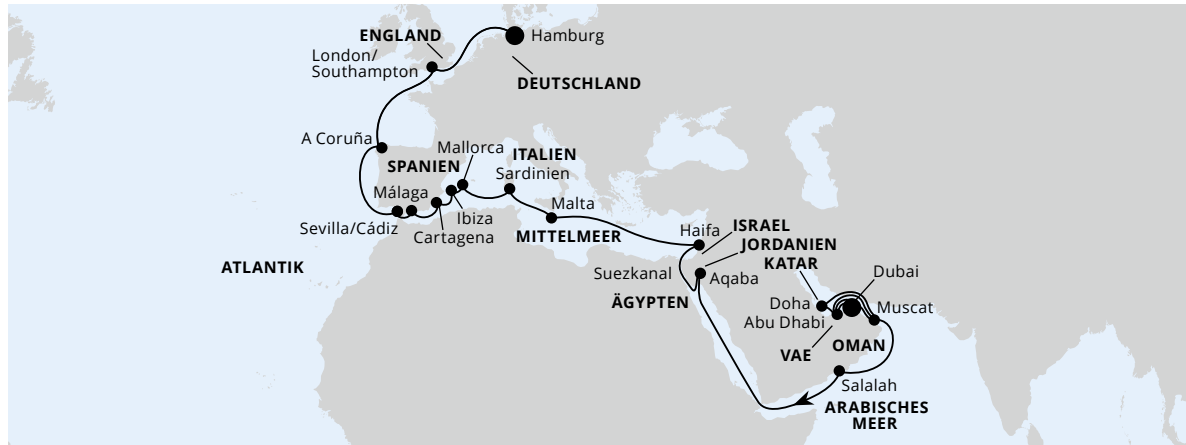 ENGLAND
Hamburg
London/
Southampton
DEUTSCHLAND
A Coruña
Mallorca
ITALIEN
SPANIEN
Sardinien
Málaga
Malta
Ibiza
Sevilla/Cádiz
Cartagena
MITTELMEER
Haifa
ISRAEL
JORDANIEN
KATAR
ATLANTIK
Suezkanal
Aqaba
Dubai
ÄGYPTEN
Doha
Muscat
Abu Dhabi
VAE
OMAN
Salalah
ARABISCHES
MEER